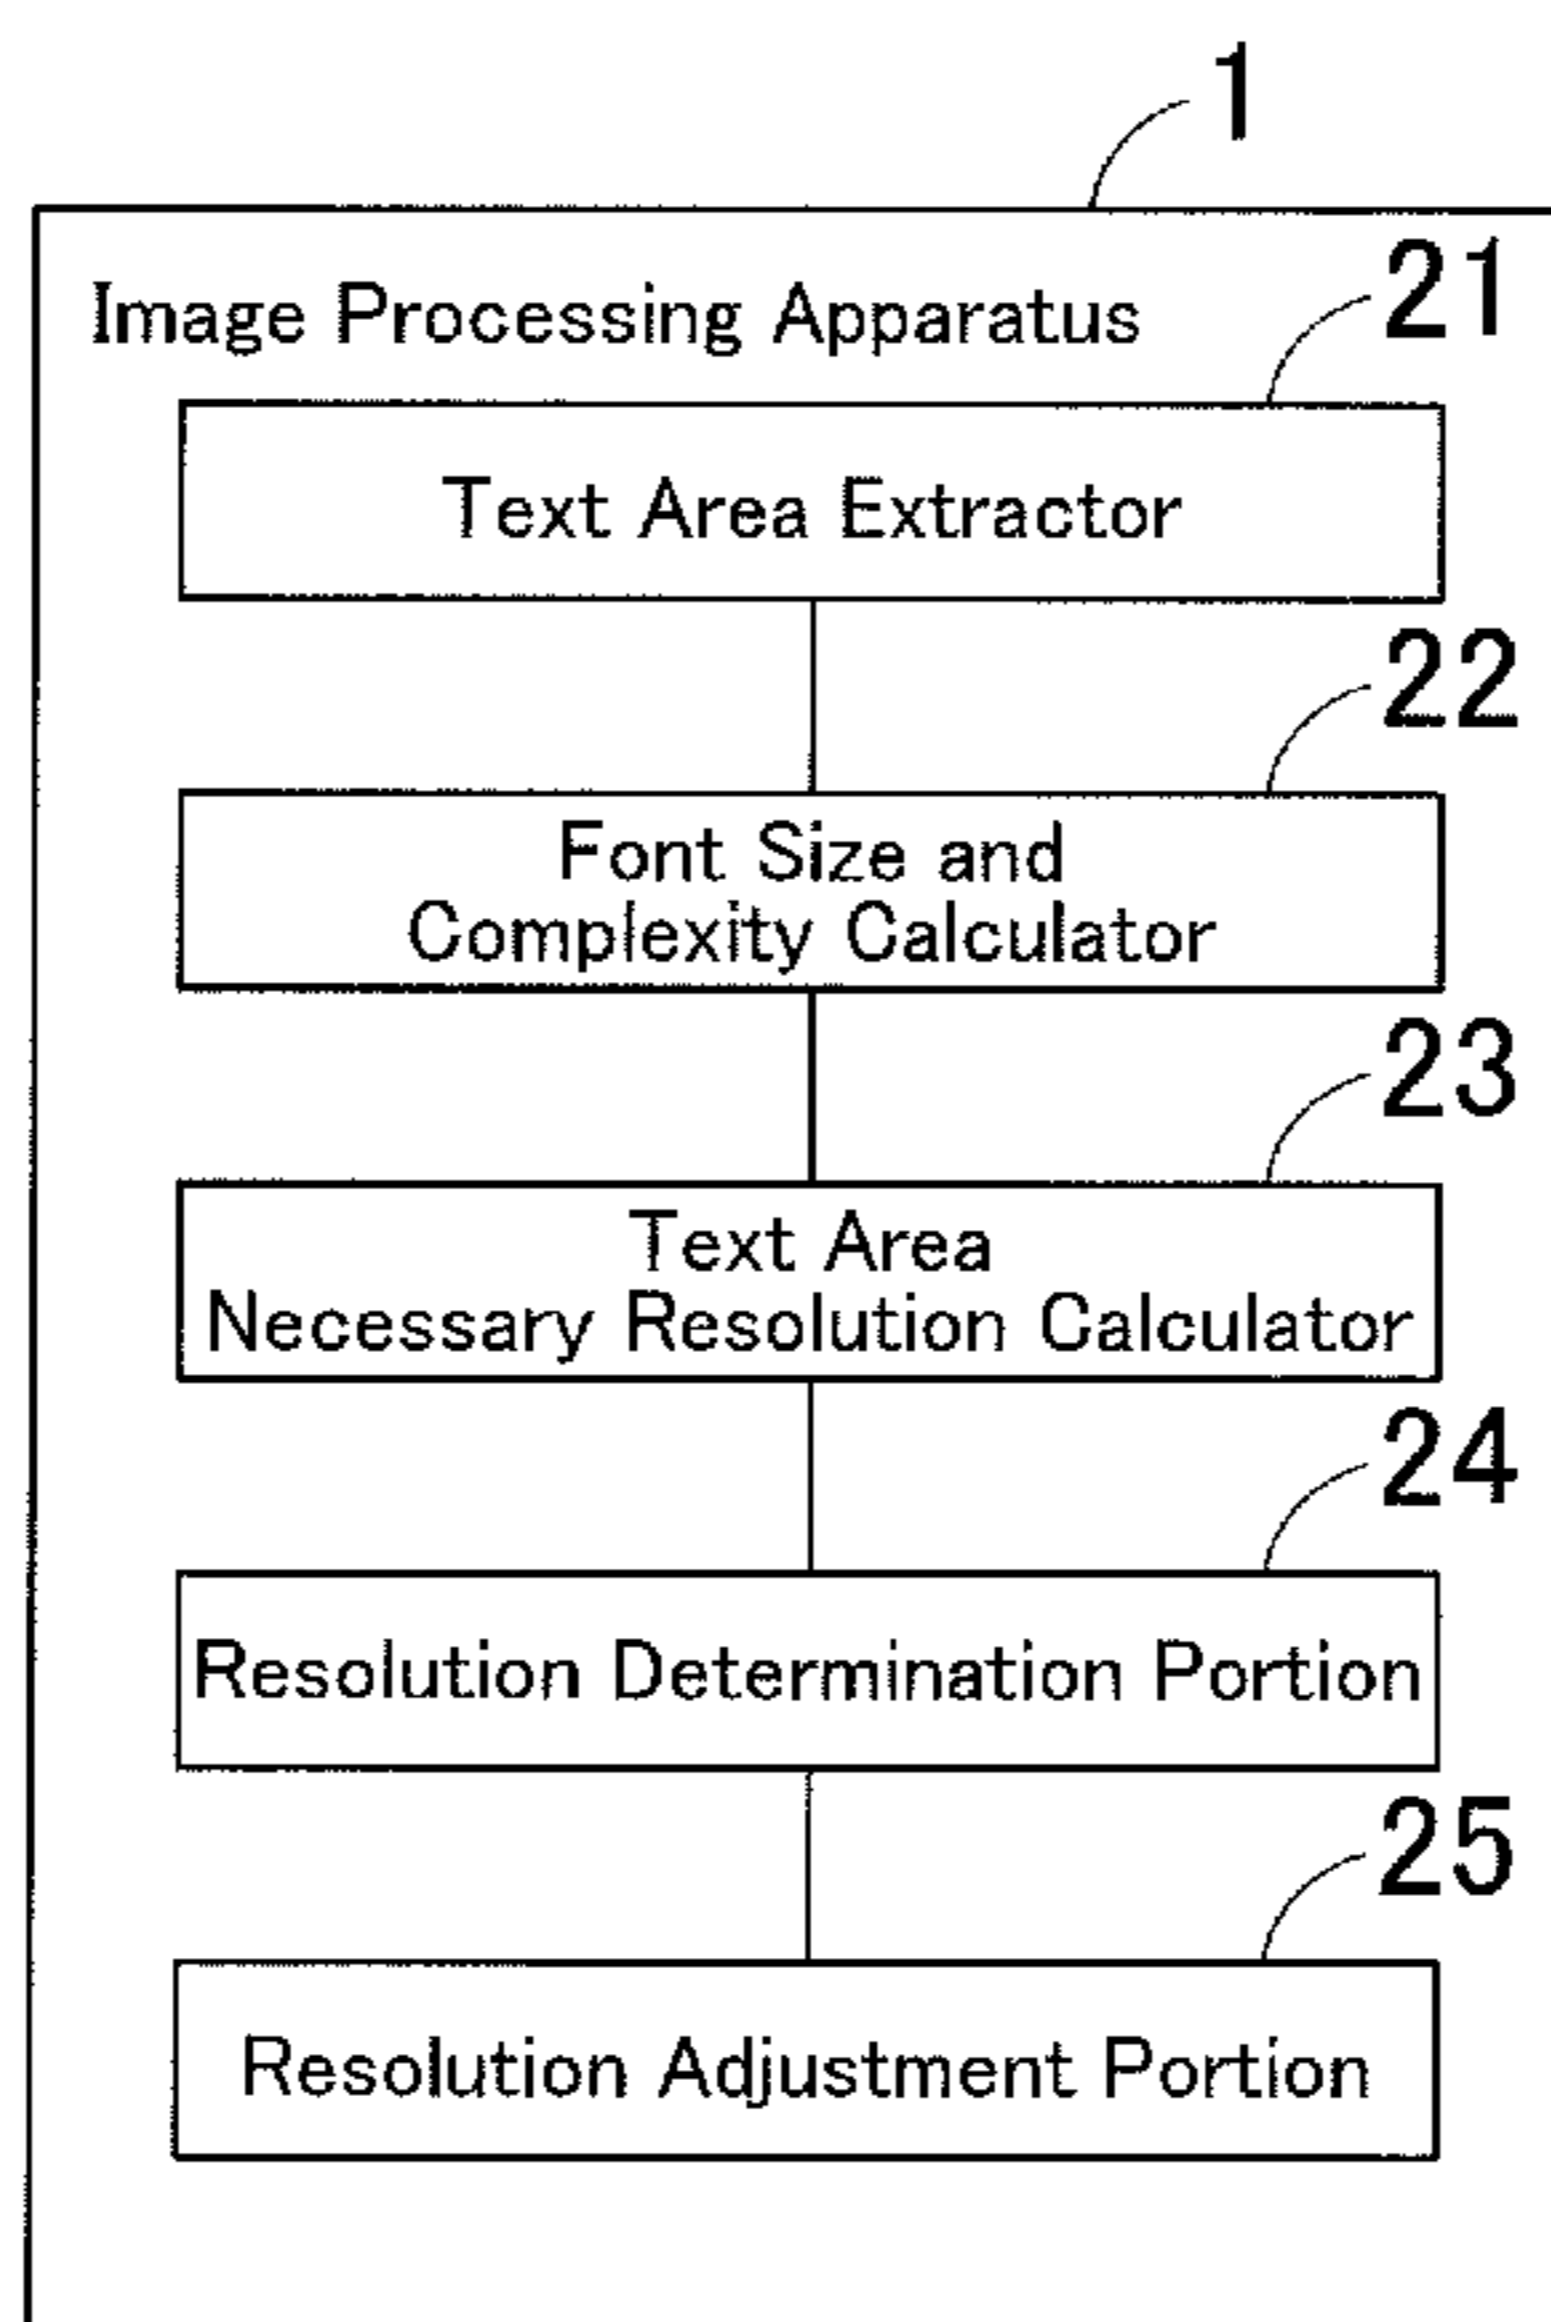 1
Image Processing Apparatus
21
Text Area Extractor
22
Font Size and
Complexity Calculator
23
Text Area
Necessary Resolution Calculator
24
Resolution Determination Portion
25
Resolution Adjustment Portion